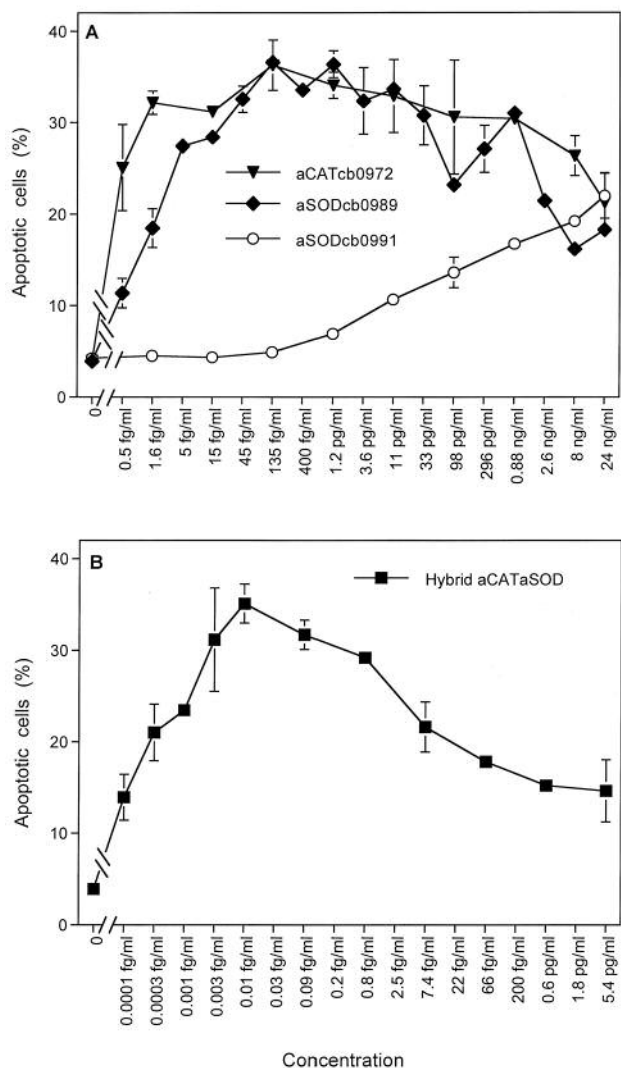 A
40
30
20
10
0
Apoptotic cells (%)
aCATcb0972
aSODcb0989
aSODcb0991
0
0.5 fg/ml
1.6 fg/ml
5 fg/ml
15 fg/ml
45 fg/ml
135 fg/ml
400 fg/ml
1.2 pg/ml
3.6 pg/ml
11 pg/ml
33 pg/ml
98 pg/ml
296 pg/ml
0.88 ng/ml
2.6 ng/ml
8 ng/ml
24 ng/ml
B
40
30
20
10
0
Apoptotic cells (%)
Hybrid aCATaSOD
0
0.0001 fg/ml
0.0003 fg/ml
0.001 fg/ml
0.003 fg/ml
0.01 fg/ml
0.03 fg/ml
0.09 fg/ml
0.2 fg/ml
0.8 fg/ml
2.5 fg/ml
7.4 fg/ml
22 fg/ml
66 fg/ml
200 fg/ml
0.6 pg/ml
1.8 pg/ml
5.4 pg/ml
Concentration